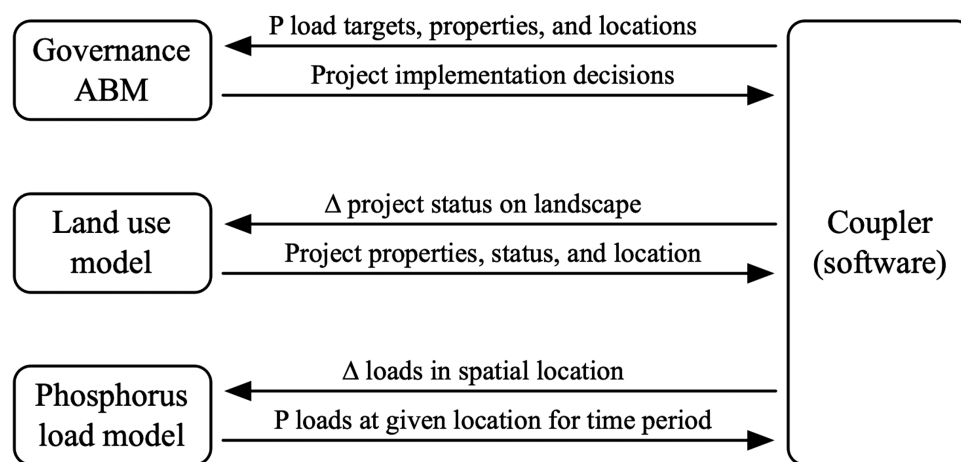 Governance
ABM
P load targets, properties, and locations
Project implementation decisions
Land use
model
Δ project status on landscape
Project properties, status, and location
Phosphorus
load model
Δ loads in spatial location
P loads at given location for time period
Coupler
(software)